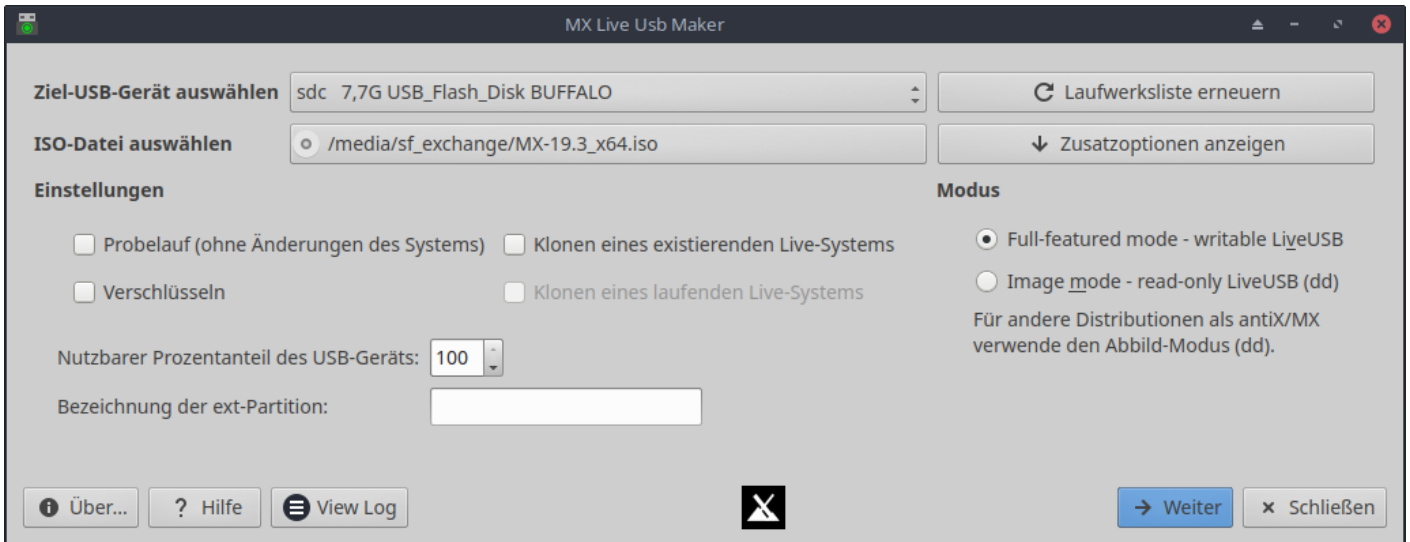 MX Live Usb Maker
Ziel-USB-Gerät auswählen sdc 7,7G USB_Flash_Disk BUFFALO Laufwerksliste erneuern
ISO-Datei auswählen /media/sf_exchange/MX-19.3_x64.iso Zusatzoptionen anzeigen
Einstellungen Modus
Probelauf (ohne Änderungen des Systems) Klonen eines existierenden Live-Systems Full-featured mode - writable LiveUSB
Verschlüsseln Klonen eines laufenden Live-Systems Image mode - read-only LiveUSB (dd)
Für andere Distributionen als antiX/MX
verwende den Abbild-Modus (dd).
Nutzbarer Prozentanteil des USB-Geräts: 100
Bezeichnung der ext-Partition:
Über... ? Hilfe View Log Weiter Schließen